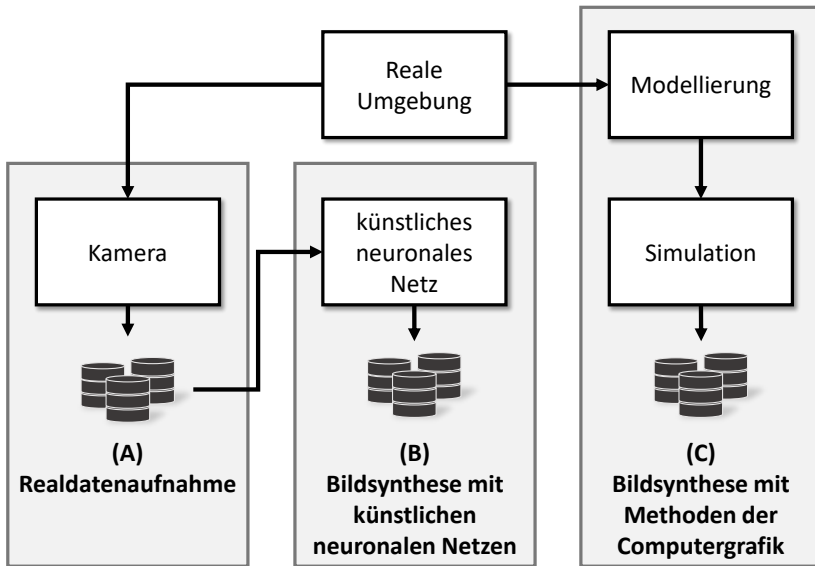 Reale
Umgebung
Modellierung
Kamera
künstliches
neuronales
Netz
Simulation
(A)
Realdatenaufnahme
(B)
Bildsynthese mit
künstlichen
neuronalen Netzen
(C)
Bildsynthese mit
Methoden der
Computergrafik